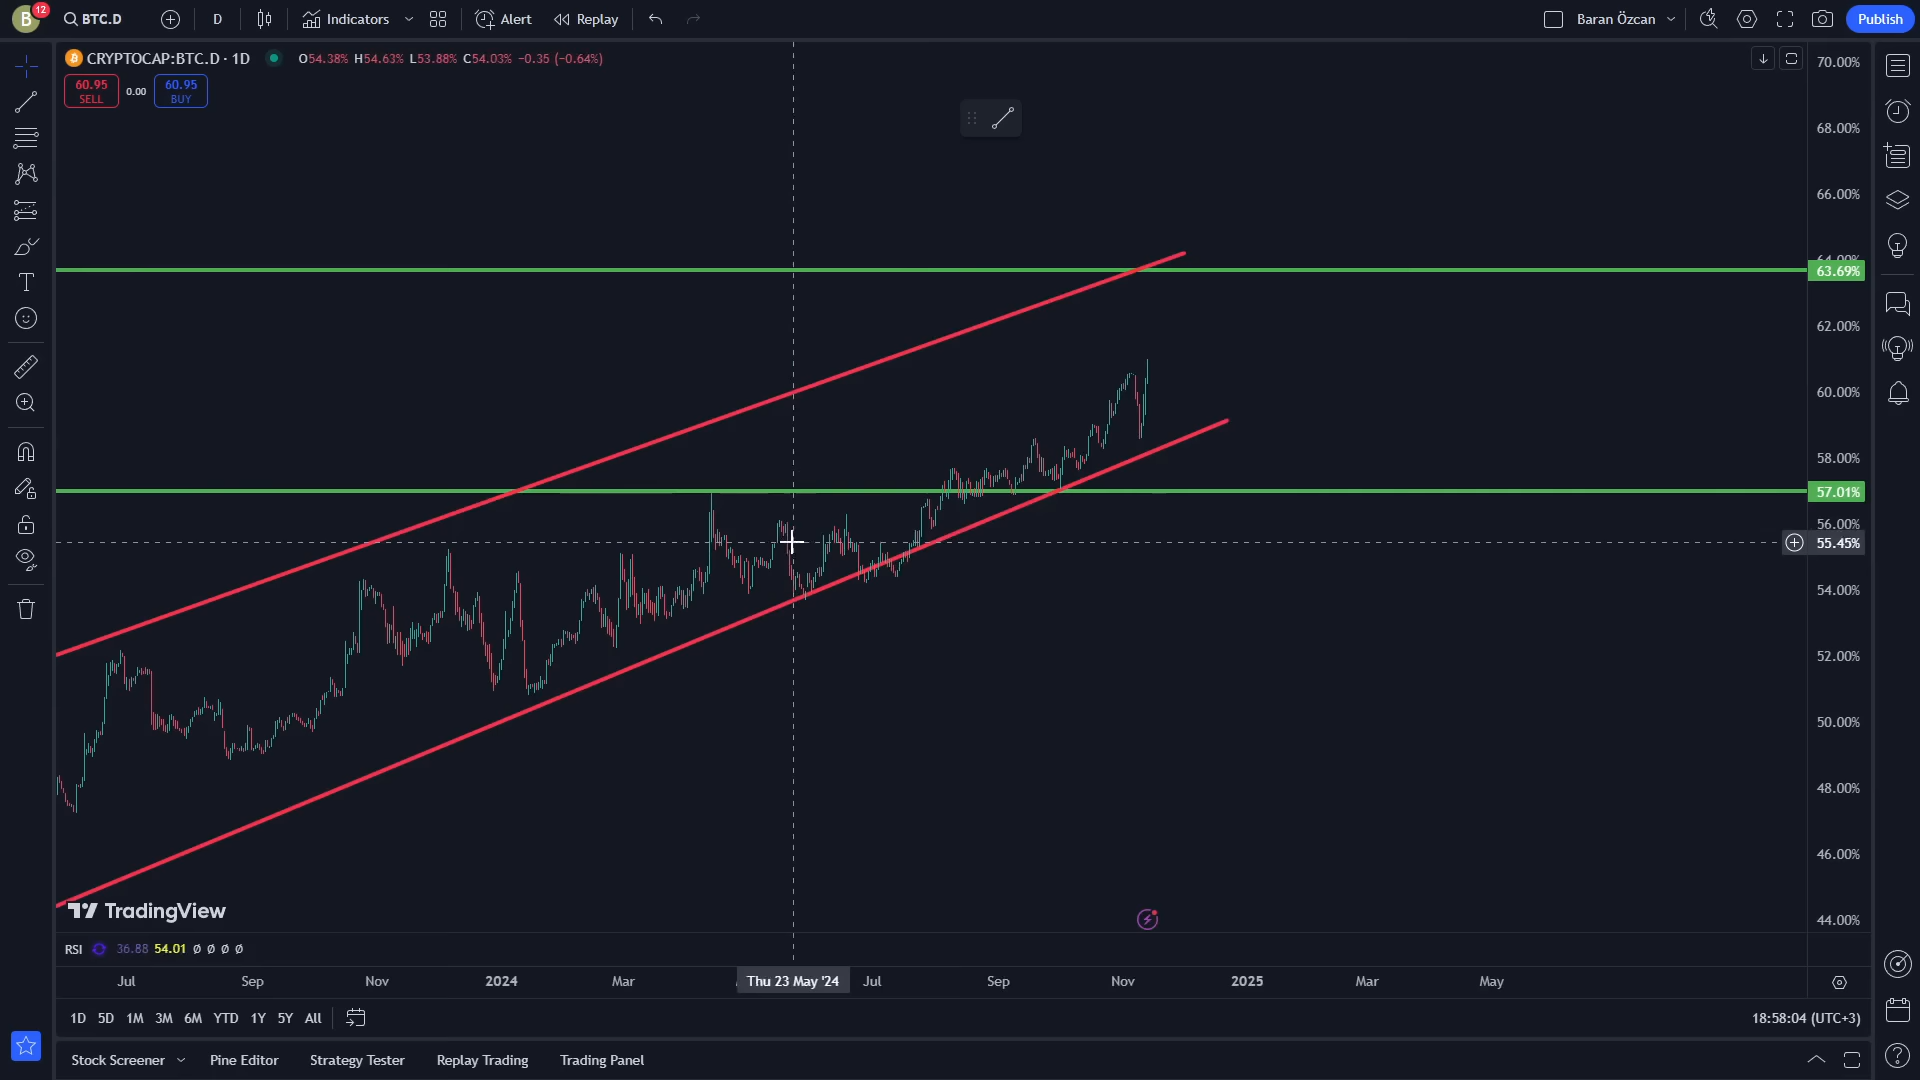 B 12 BTC.D D Indicators Alert Replay Baran Özcan Publish
CRYPTOCAP:BTC.D · 1D O54.38% H54.63% L53.88% C54.03% −0.35 (−0.64%)
60.95 0.00 60.95
SELL BUY
70.00%
68.00%
66.00%
63.69%
62.00%
60.00%
58.00%
57.01%
56.00%
55.45%
54.00%
52.00%
50.00%
48.00%
46.00%
44.00%
TradingView
RSI 36.88 54.01 Ø Ø Ø Ø
Jul Sep Nov 2024 Mar Thu 23 May '24 Jul Sep Nov 2025 Mar May
1D 5D 1M 3M 6M YTD 1Y 5Y All 18:58:04 (UTC+3)
Stock Screener Pine Editor Strategy Tester Replay Trading Trading Panel